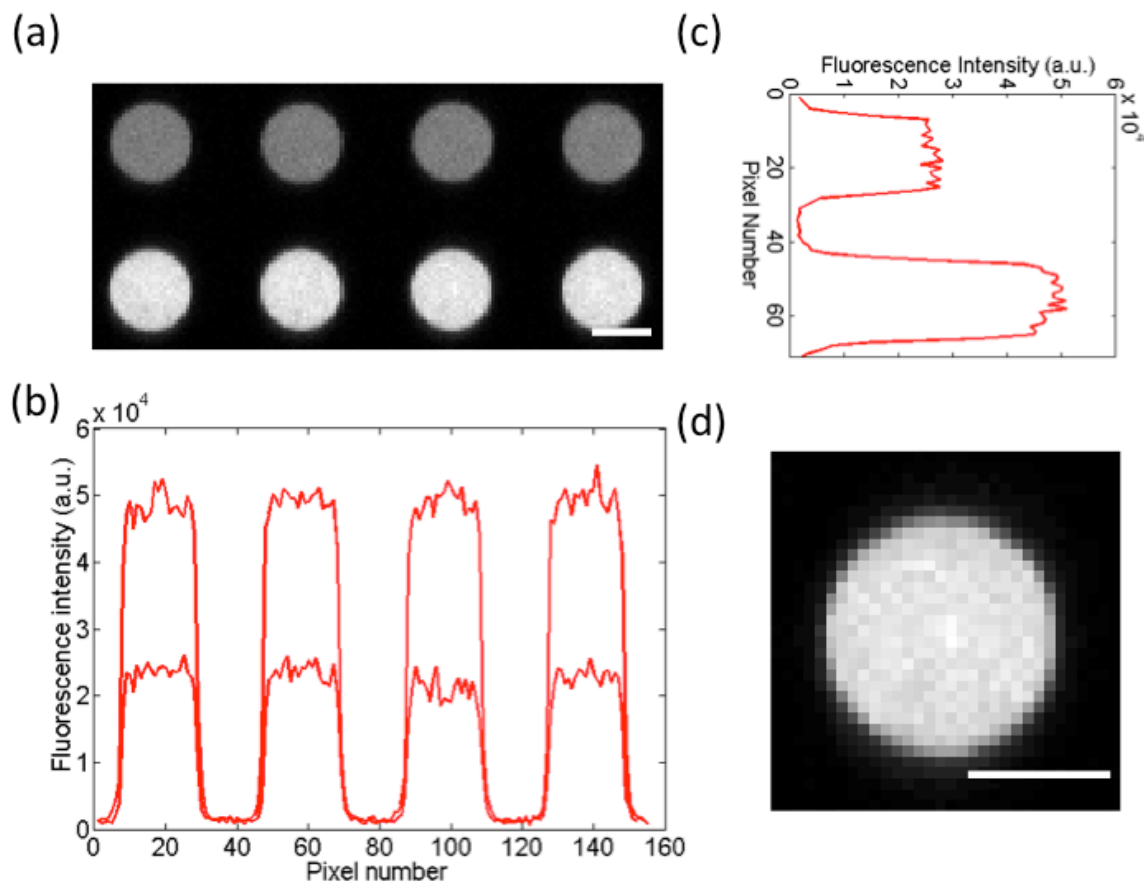 (a)
(c)
Fluorescence Intensity (a.u.)
0 1 2 3 4 5 6
x 10^4
0
20
40
60
Pixel Number
(b)
x 10^4
6
5
4
3
2
1
0
Fluorescence intensity (a.u.)
0 20 40 60 80 100 120 140 160
Pixel number
(d)